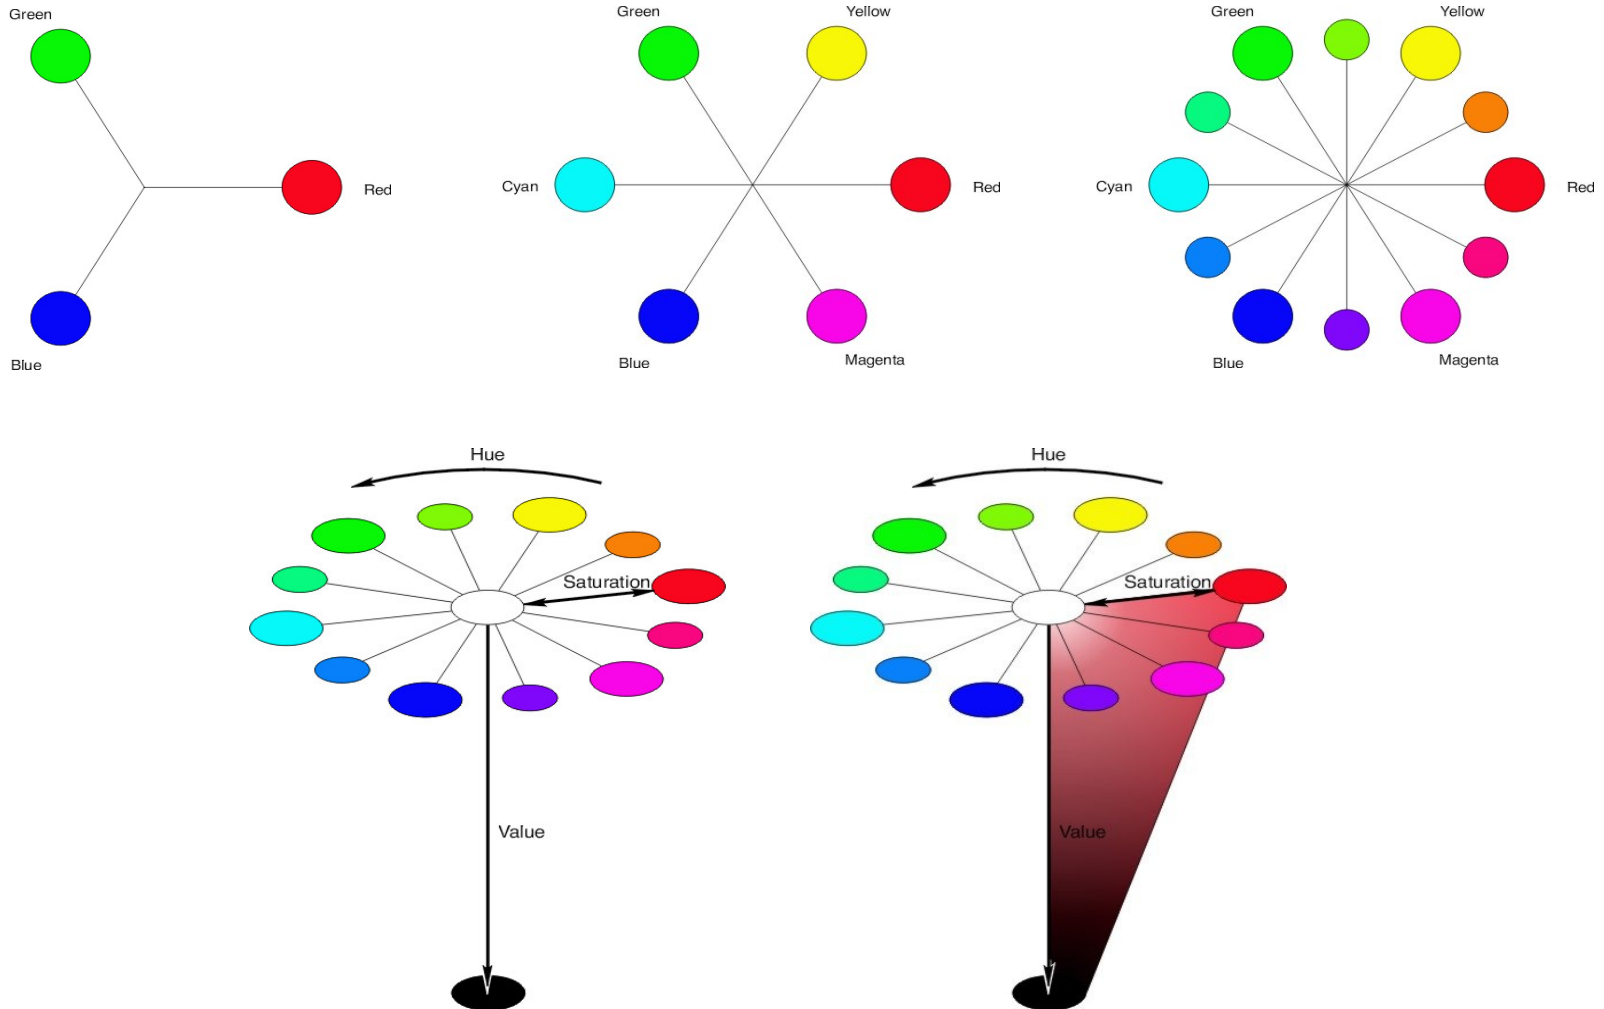 Green
Red
Blue
Green
Yellow
Cyan
Red
Blue
Magenta
Green
Yellow
Cyan
Red
Blue
Magenta
Hue
Saturation
Value
Hue
Saturation
Value